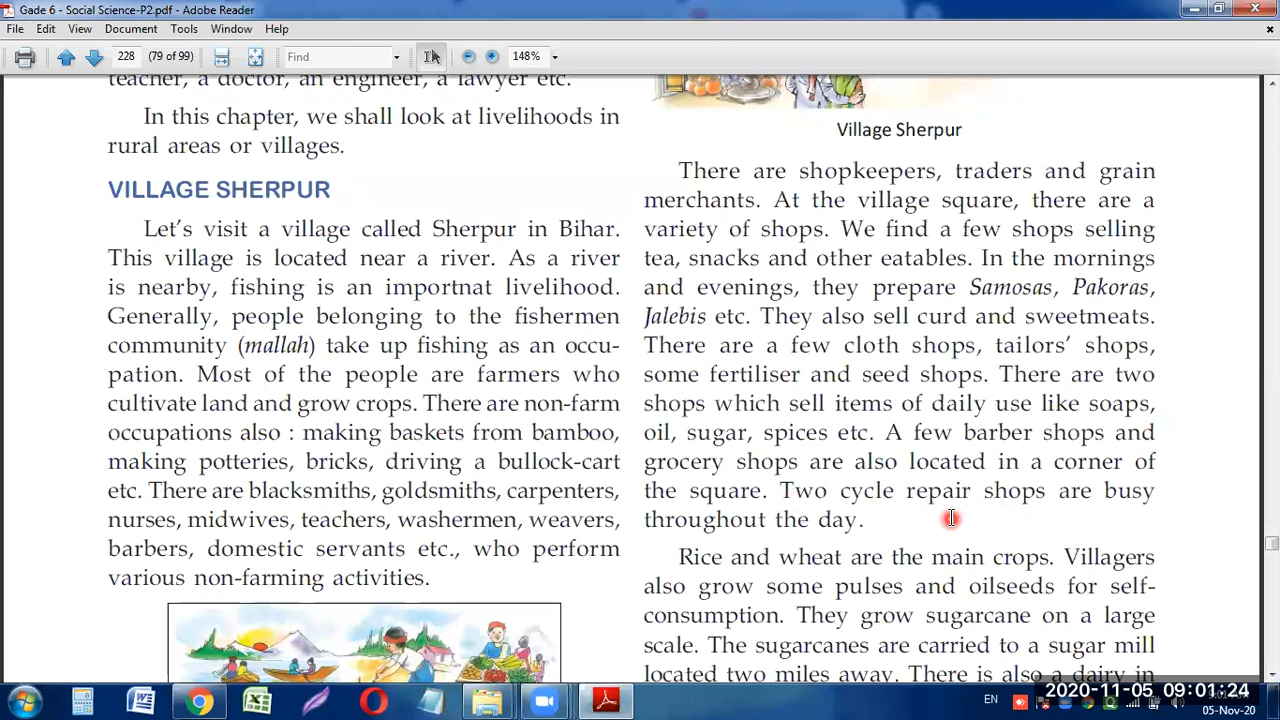 Gade 6 - Social Science-P2.pdf - Adobe Reader
File Edit View Document Tools Window Help
228 (79 of 99) Find 148%
teacher, a doctor, an engineer, a lawyer etc.
In this chapter, we shall look at livelihoods in
rural areas or villages.
VILLAGE SHERPUR
Let's visit a village called Sherpur in Bihar.
This village is located near a river. As a river
is nearby, fishing is an importnat livelihood.
Generally, people belonging to the fishermen
community (mallah) take up fishing as an occu-
pation. Most of the people are farmers who
cultivate land and grow crops. There are non-farm
occupations also : making baskets from bamboo,
making potteries, bricks, driving a bullock-cart
etc. There are blacksmiths, goldsmiths, carpenters,
nurses, midwives, teachers, washermen, weavers,
barbers, domestic servants etc., who perform
various non-farming activities.
Village Sherpur
There are shopkeepers, traders and grain
merchants. At the village square, there are a
variety of shops. We find a few shops selling
tea, snacks and other eatables. In the mornings
and evenings, they prepare Samosas, Pakoras,
Jalebis etc. They also sell curd and sweetmeats.
There are a few cloth shops, tailors' shops,
some fertiliser and seed shops. There are two
shops which sell items of daily use like soaps,
oil, sugar, spices etc. A few barber shops and
grocery shops are also located in a corner of
the square. Two cycle repair shops are busy
throughout the day.
Rice and wheat are the main crops. Villagers
also grow some pulses and oilseeds for self-
consumption. They grow sugarcane on a large
scale. The sugarcanes are carried to a sugar mill
located two miles away. There is also a dairy in
EN
2020-11-05 09:01:24
05-Nov-20